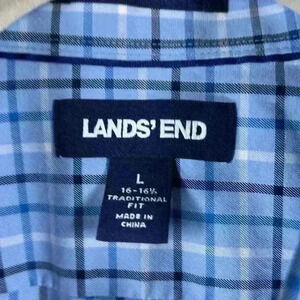 LANDS' END
L
16-16½
TRADITIONAL
FIT
MADE IN
CHINA